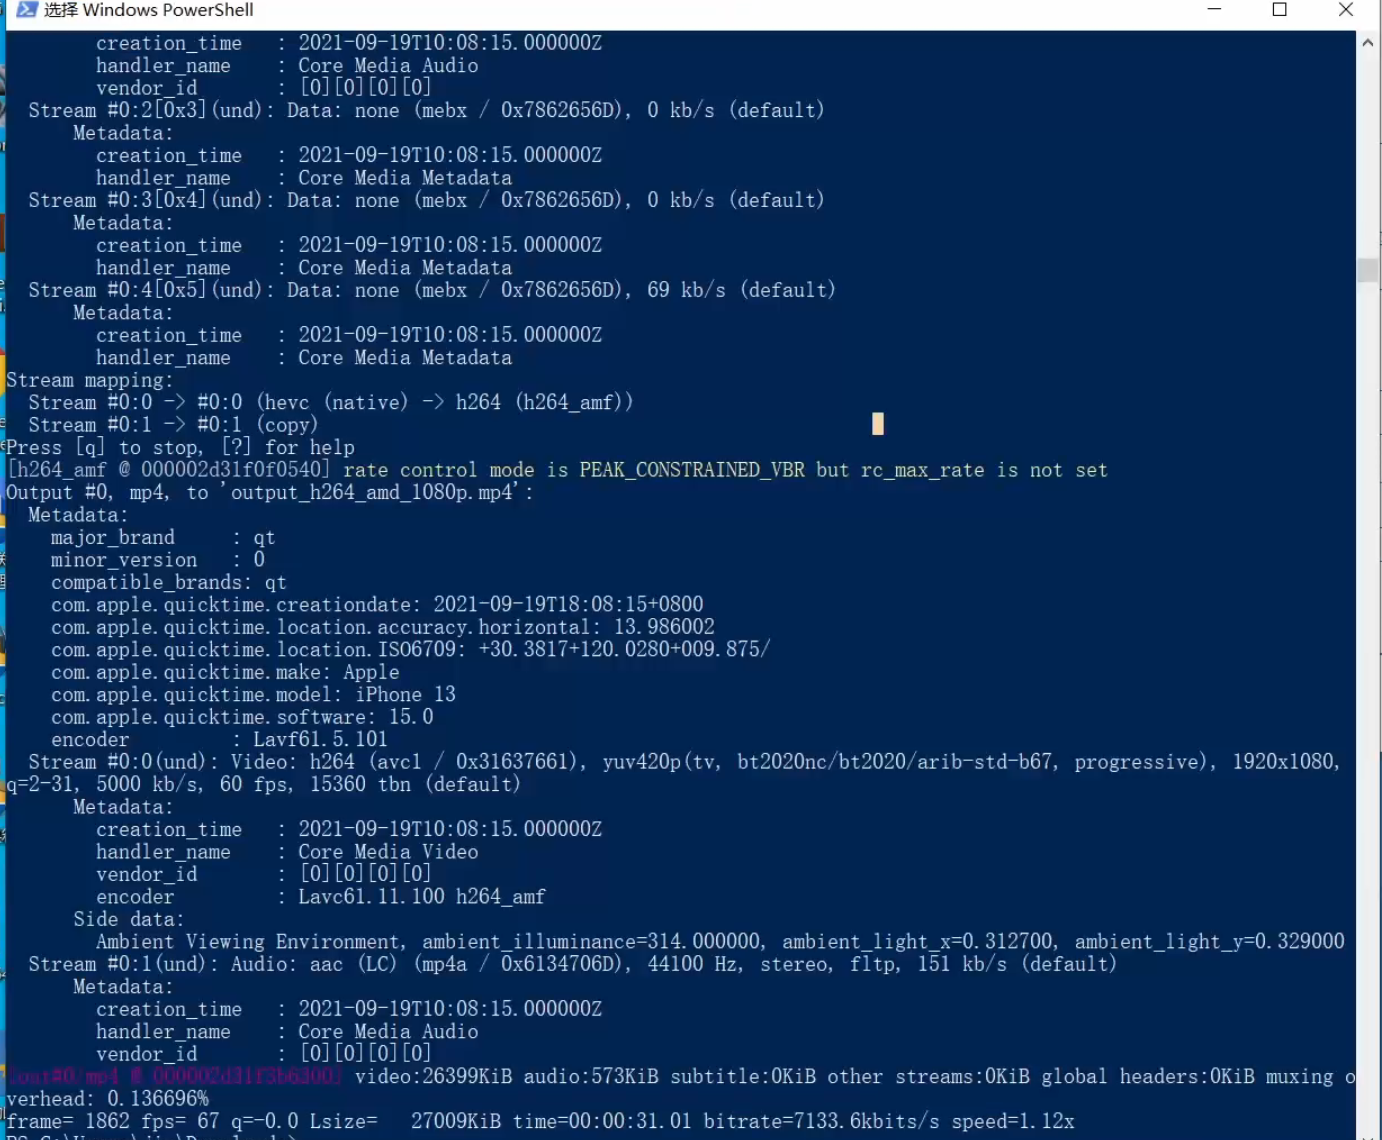 选择 Windows PowerShell
creation_time : 2021-09-19T10:08:15.000000Z
handler_name : Core Media Audio
vendor_id : [0][0][0][0]
Stream #0:2[0x3](und): Data: none (mebx / 0x7862656D), 0 kb/s (default)
Metadata:
creation_time : 2021-09-19T10:08:15.000000Z
handler_name : Core Media Metadata
Stream #0:3[0x4](und): Data: none (mebx / 0x7862656D), 0 kb/s (default)
Metadata:
creation_time : 2021-09-19T10:08:15.000000Z
handler_name : Core Media Metadata
Stream #0:4[0x5](und): Data: none (mebx / 0x7862656D), 69 kb/s (default)
Metadata:
creation_time : 2021-09-19T10:08:15.000000Z
handler_name : Core Media Metadata
Stream mapping:
Stream #0:0 -> #0:0 (hevc (native) -> h264 (h264_amf))
Stream #0:1 -> #0:1 (copy)
Press [q] to stop, [?] for help
[h264_amf @ 000002d31f0f0540] rate control mode is PEAK_CONSTRAINED_VBR but rc_max_rate is not set
Output #0, mp4, to 'output_h264_amd_1080p.mp4':
Metadata:
major_brand : qt
minor_version : 0
compatible_brands: qt
com.apple.quicktime.creationdate: 2021-09-19T18:08:15+0800
com.apple.quicktime.location.accuracy.horizontal: 13.986002
com.apple.quicktime.location.ISO6709: +30.3817+120.0280+009.875/
com.apple.quicktime.make: Apple
com.apple.quicktime.model: iPhone 13
com.apple.quicktime.software: 15.0
encoder : Lavf61.5.101
Stream #0:0(und): Video: h264 (avc1 / 0x31637661), yuv420p(tv, bt2020nc/bt2020/arib-std-b67, progressive), 1920x1080,
q=2-31, 5000 kb/s, 60 fps, 15360 tbn (default)
Metadata:
creation_time : 2021-09-19T10:08:15.000000Z
handler_name : Core Media Video
vendor_id : [0][0][0][0]
encoder : Lavc61.11.100 h264_amf
Side data:
Ambient Viewing Environment, ambient_illuminance=314.000000, ambient_light_x=0.312700, ambient_light_y=0.329000
Stream #0:1(und): Audio: aac (LC) (mp4a / 0x6134706D), 44100 Hz, stereo, fltp, 151 kb/s (default)
Metadata:
creation_time : 2021-09-19T10:08:15.000000Z
handler_name : Core Media Audio
vendor_id : [0][0][0][0]
[out#0/mp4 @ 000002d31f3b6300] video:26399KiB audio:573KiB subtitle:0KiB other streams:0KiB global headers:0KiB muxing o
verhead: 0.136696%
frame= 1862 fps= 67 q=-0.0 Lsize= 27009KiB time=00:00:31.01 bitrate=7133.6kbits/s speed=1.12x